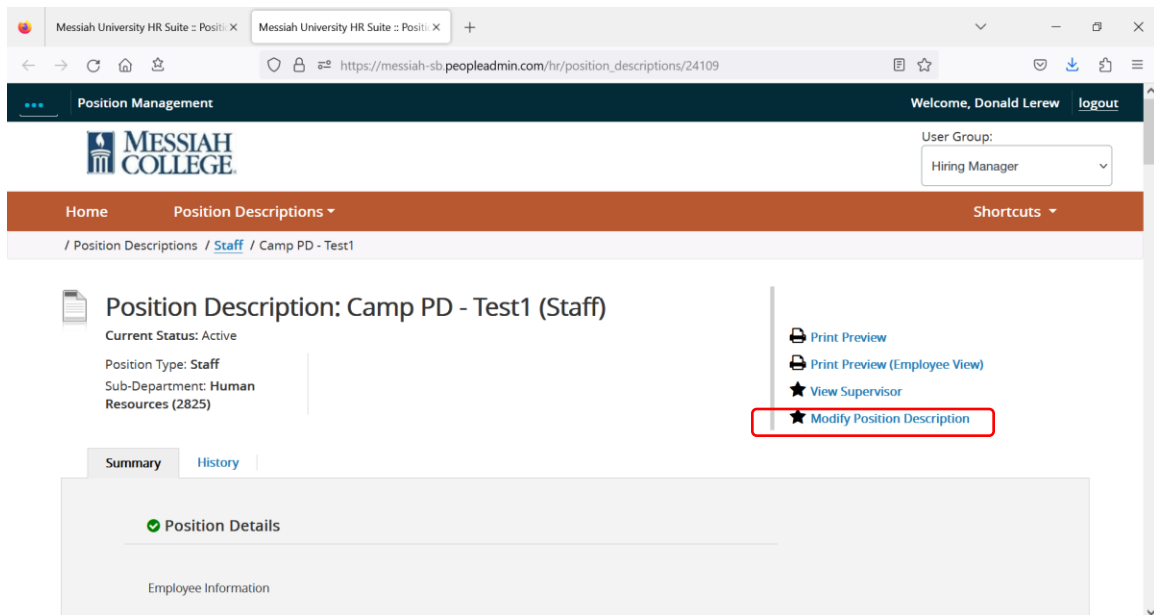 Messiah University HR Suite :: Positi
Messiah University HR Suite :: Positi
https://messiah-sb.peopleadmin.com/hr/position_descriptions/24109
Position Management
Welcome, Donald Lerew
logout
MESSIAH
COLLEGE.
User Group:
Hiring Manager
Home
Position Descriptions
Shortcuts
/ Position Descriptions / Staff / Camp PD - Test1
Position Description: Camp PD - Test1 (Staff)
Current Status: Active
Position Type: Staff
Sub-Department: Human
Resources (2825)
Print Preview
Print Preview (Employee View)
View Supervisor
Modify Position Description
Summary
History
Position Details
Employee Information